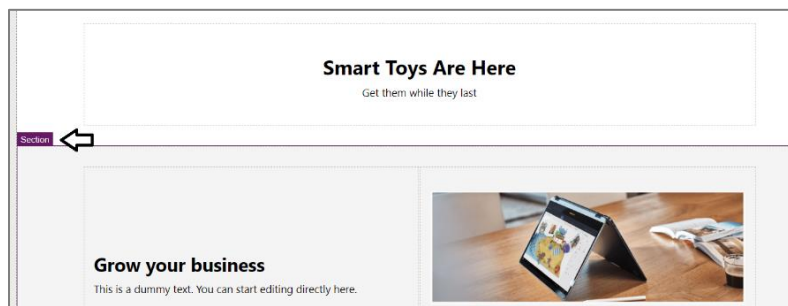 Smart Toys Are Here
Get them while they last
Section
Grow your business
This is a dummy text. You can start editing directly here.